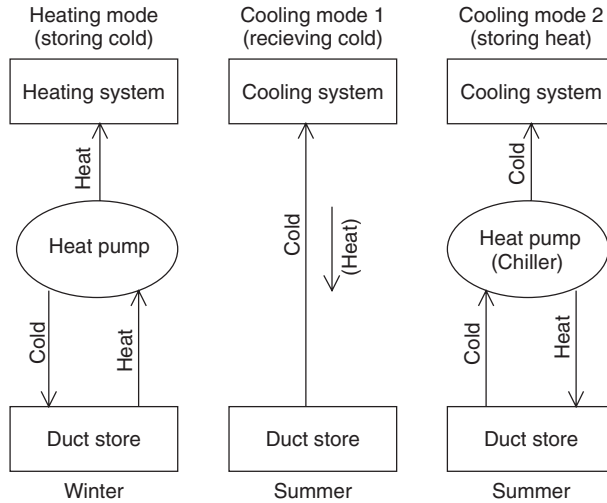 Heating mode
(storing cold)
Heating system
Heat
Heat pump
Cold
Heat
Duct store
Winter
Cooling mode 1
(recieving cold)
Cooling system
Cold
(Heat)
Duct store
Summer
Cooling mode 2
(storing heat)
Cooling system
Cold
Heat pump
(Chiller)
Cold
Heat
Duct store
Summer